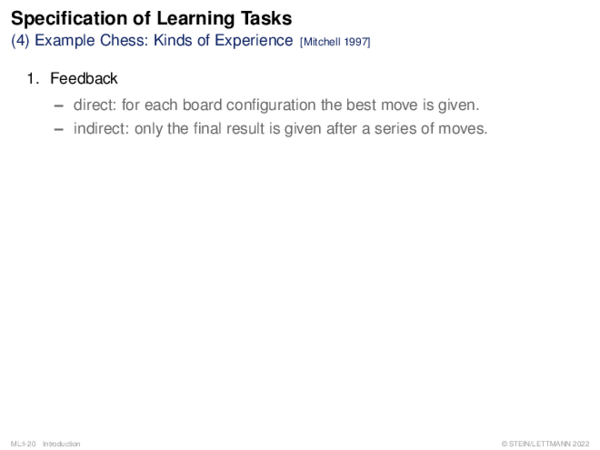 Specification of Learning Tasks
(4) Example Chess: Kinds of Experience [Mitchell 1997]
1. Feedback
– direct: for each board configuration the best move is given.
– indirect: only the final result is given after a series of moves.
ML:I-20 Introduction © STEIN/LETTMANN 2022